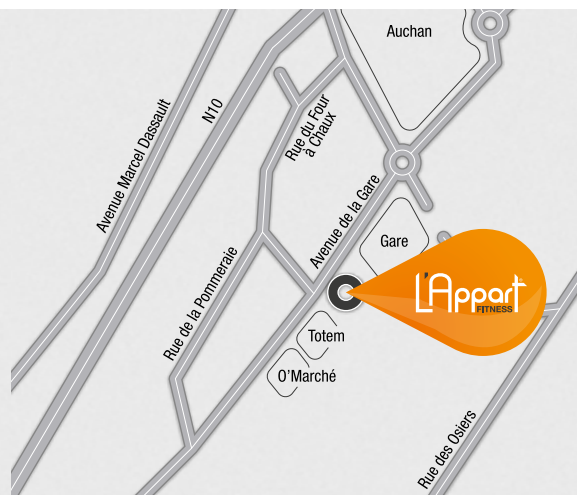 Auchan
N10
Avenue Marcel Dassault
Rue du Four
à Chaux
Avenue de la Gare
Gare
Rue de la Pommeraie
L'Appart
FITNESS
Totem
O'Marché
Rue des Osiers